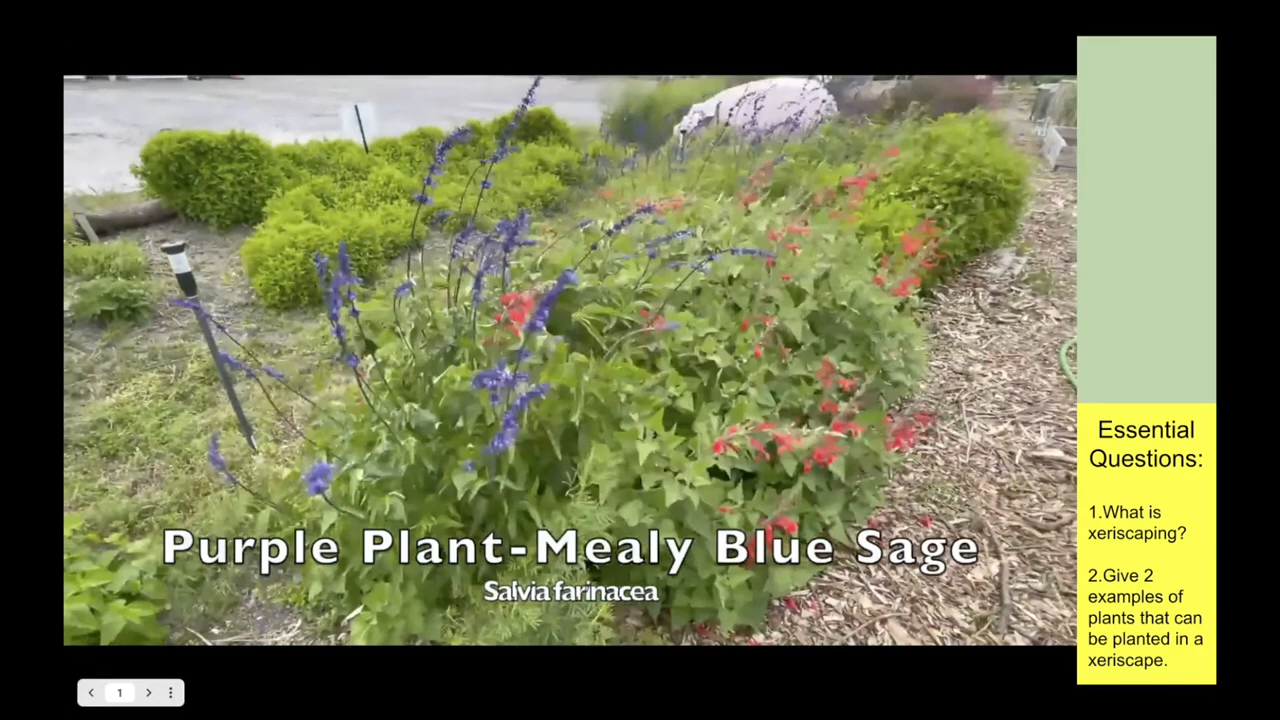 Purple Plant-Mealy Blue Sage
Salvia farinacea
Essential
Questions:
1.What is
xeriscaping?
2.Give 2
examples of
plants that can
be planted in a
xeriscape.
1